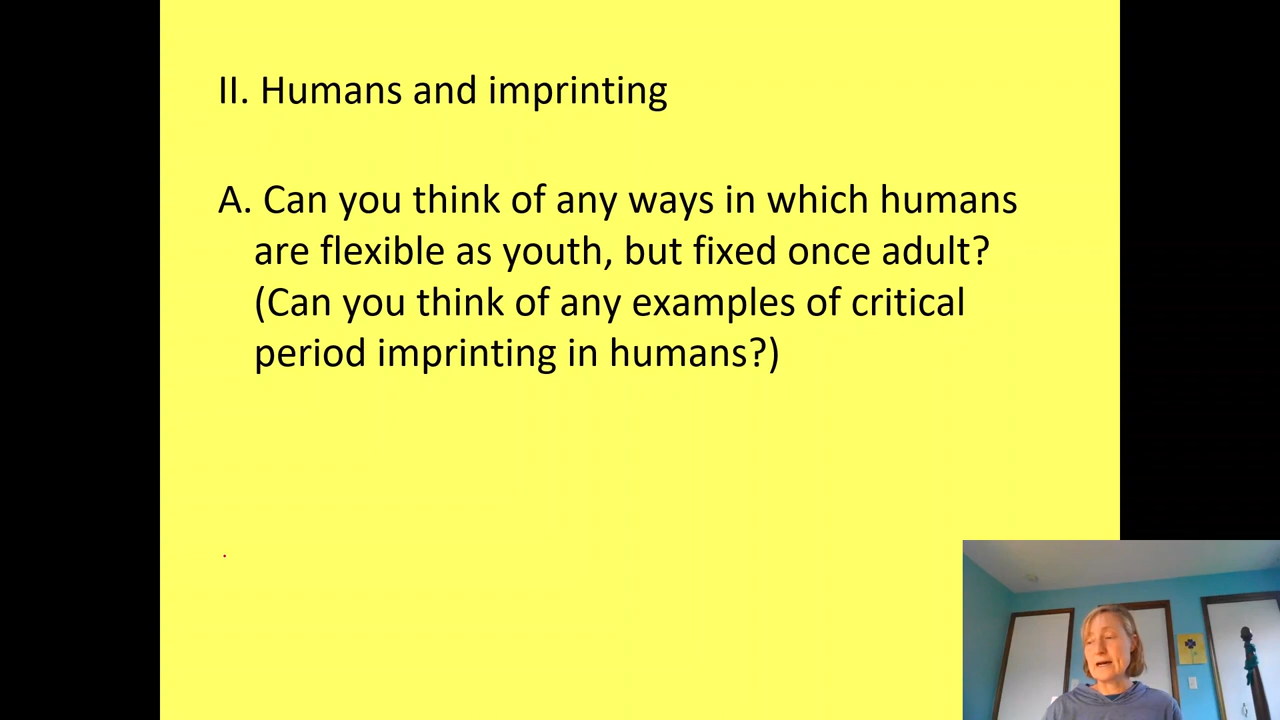 II. Humans and imprinting
A. Can you think of any ways in which humans
are flexible as youth, but fixed once adult?
(Can you think of any examples of critical
period imprinting in humans?)